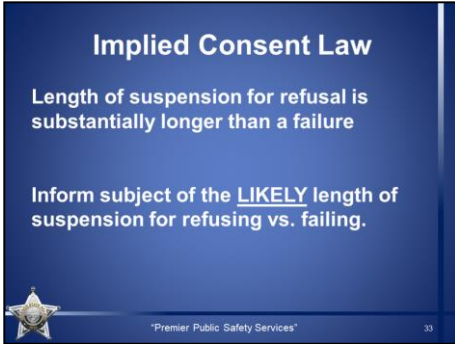 Implied Consent Law
Length of suspension for refusal is
substantially longer than a failure
Inform subject of the LIKELY length of
suspension for refusing vs. failing.
"Premier Public Safety Services"
33